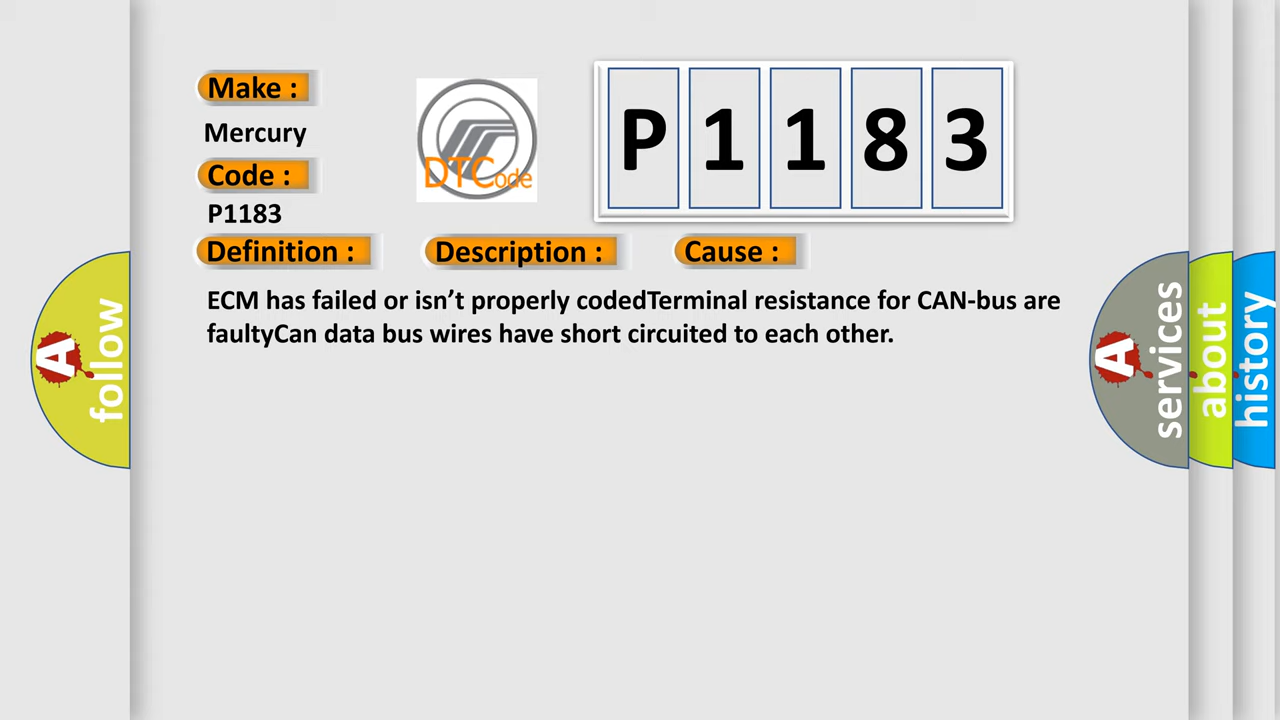 Make :
Mercury
Code :
P1183
DTCode
P 1 1 8 3
Definition :
Description :
Cause :
ECM has failed or isn’t properly codedTerminal resistance for CAN-bus are
faultyCan data bus wires have short circuited to each other.
A follow
A services
about
history